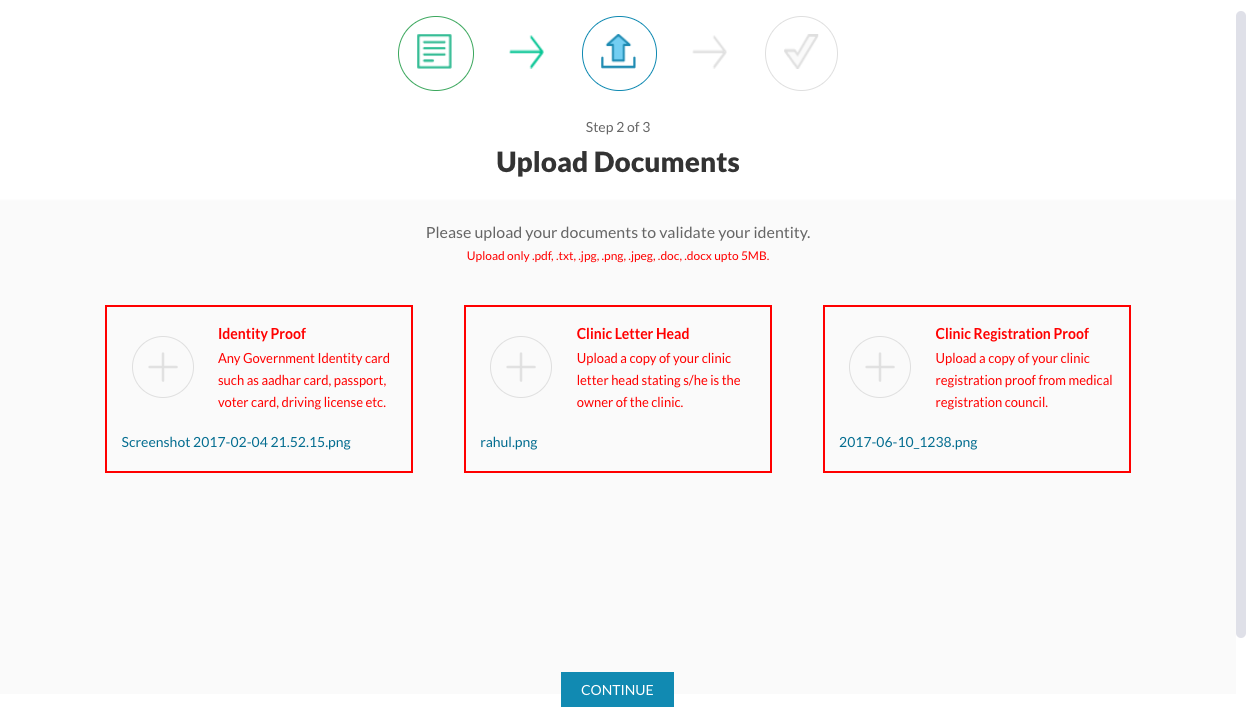 Step 2 of 3
Upload Documents
Please upload your documents to validate your identity.
Upload only .pdf, .txt, .jpg, .png, .jpeg, .doc, .docx upto 5MB.
Identity Proof
Any Government Identity card
such as aadhar card, passport,
voter card, driving license etc.
Screenshot 2017-02-04 21.52.15.png
Clinic Letter Head
Upload a copy of your clinic
letter head stating s/he is the
owner of the clinic.
rahul.png
Clinic Registration Proof
Upload a copy of your clinic
registration proof from medical
registration council.
2017-06-10_1238.png
CONTINUE